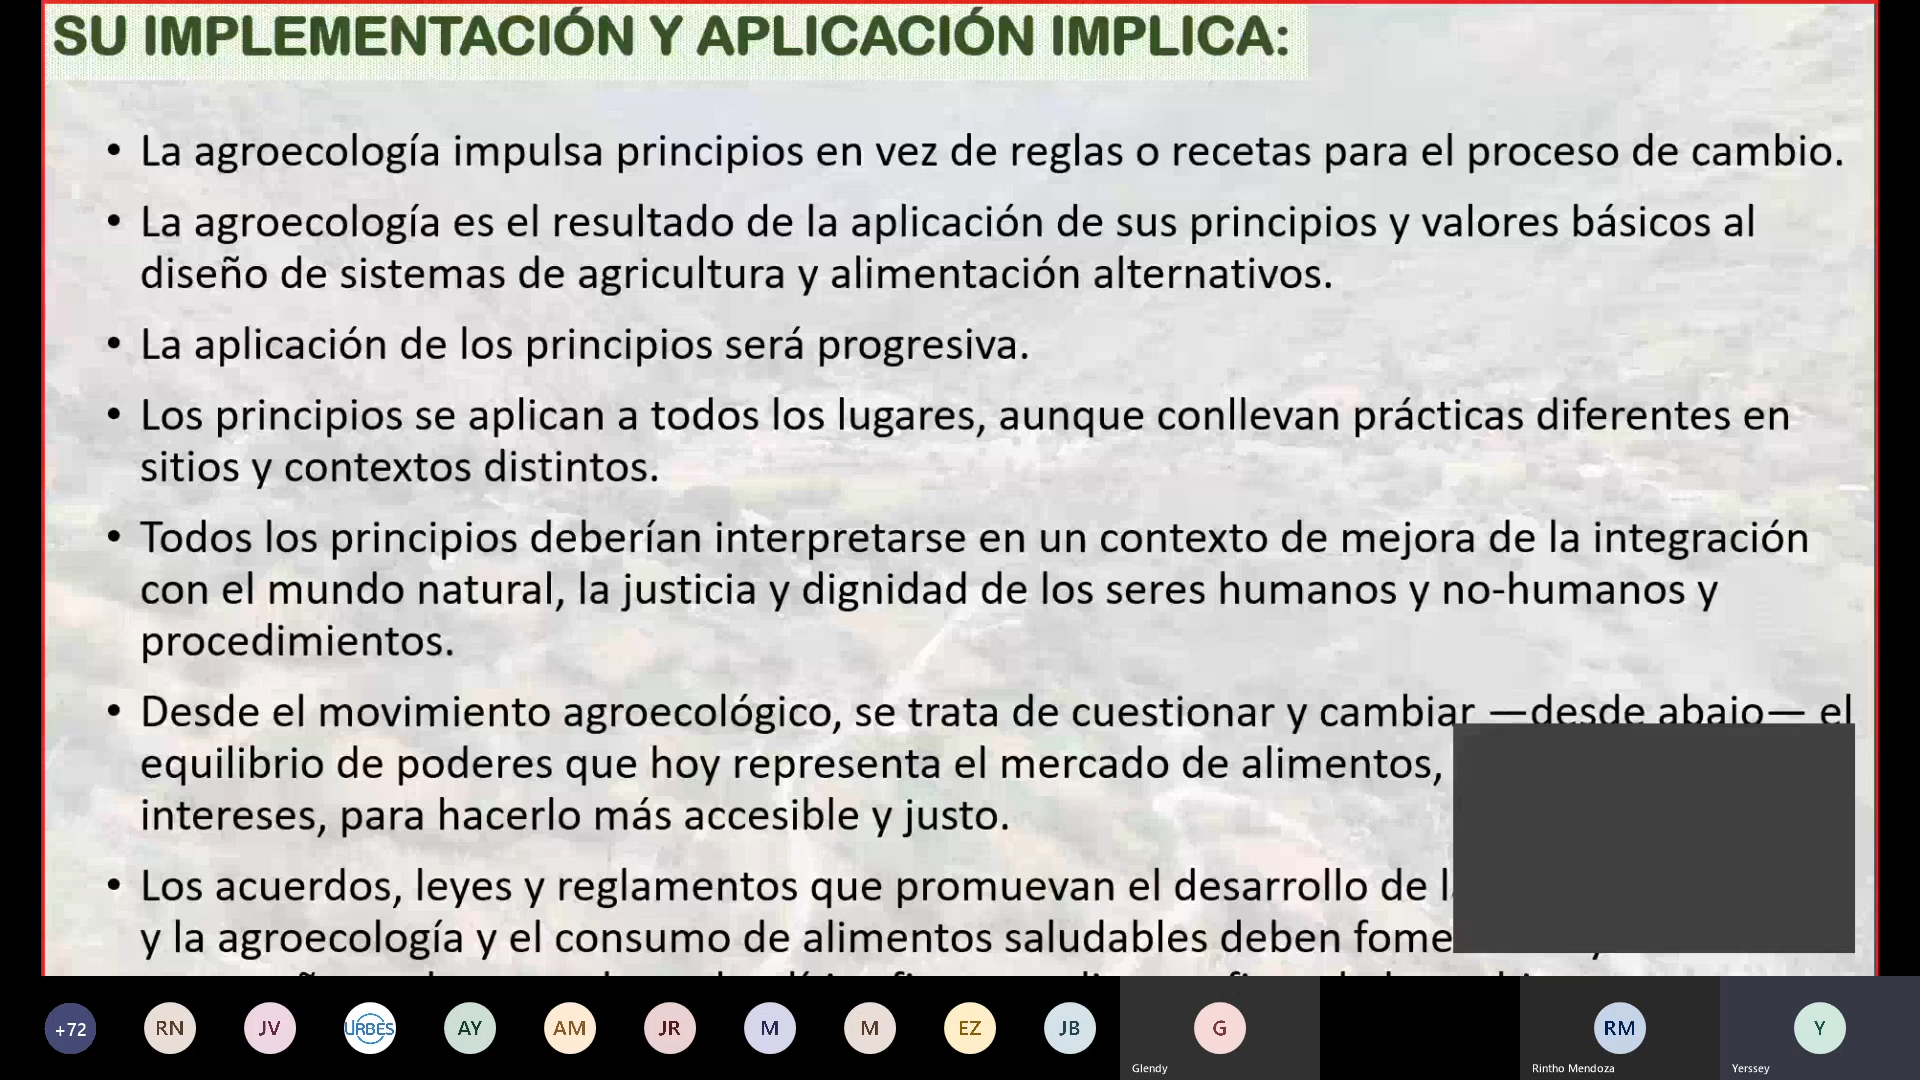 SU IMPLEMENTACIÓN Y APLICACIÓN IMPLICA:
• La agroecología impulsa principios en vez de reglas o recetas para el proceso de cambio.
• La agroecología es el resultado de la aplicación de sus principios y valores básicos al
diseño de sistemas de agricultura y alimentación alternativos.
• La aplicación de los principios será progresiva.
• Los principios se aplican a todos los lugares, aunque conllevan prácticas diferentes en
sitios y contextos distintos.
• Todos los principios deberían interpretarse en un contexto de mejora de la integración
con el mundo natural, la justicia y dignidad de los seres humanos y no-humanos y
procedimientos.
• Desde el movimiento agroecológico, se trata de cuestionar y cambiar —desde abajo— el
equilibrio de poderes que hoy representa el mercado de alimentos,
intereses, para hacerlo más accesible y justo.
• Los acuerdos, leyes y reglamentos que promuevan el desarrollo de
y la agroecología y el consumo de alimentos saludables deben
+72 RN JV URBES AY AM JR M M EZ JB G RM Y
Glendy Rintho Mendoza Yerssey